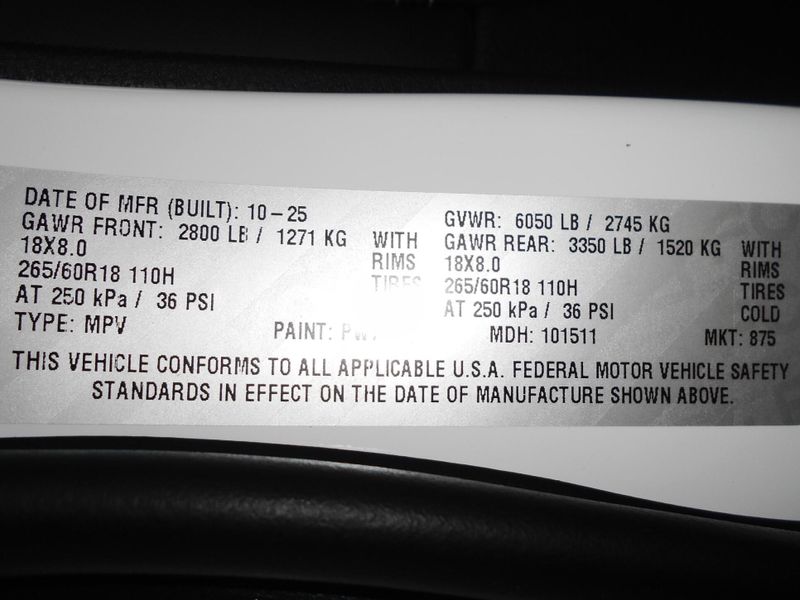 DATE OF MFR (BUILT): 10-25 GVWR: 6050 LB / 2745 KG
GAWR FRONT: 2800 LB / 1271 KG WITH GAWR REAR: 3350 LB / 1520 KG WITH
18X8.0 RIMS 18X8.0 RIMS
265/60R18 110H TIRES 265/60R18 110H TIRES
AT 250 kPa / 36 PSI AT 250 kPa / 36 PSI COLD
TYPE: MPV PAINT: MDH: 101511 MKT: 875
THIS VEHICLE CONFORMS TO ALL APPLICABLE U.S.A. FEDERAL MOTOR VEHICLE SAFETY
STANDARDS IN EFFECT ON THE DATE OF MANUFACTURE SHOWN ABOVE.